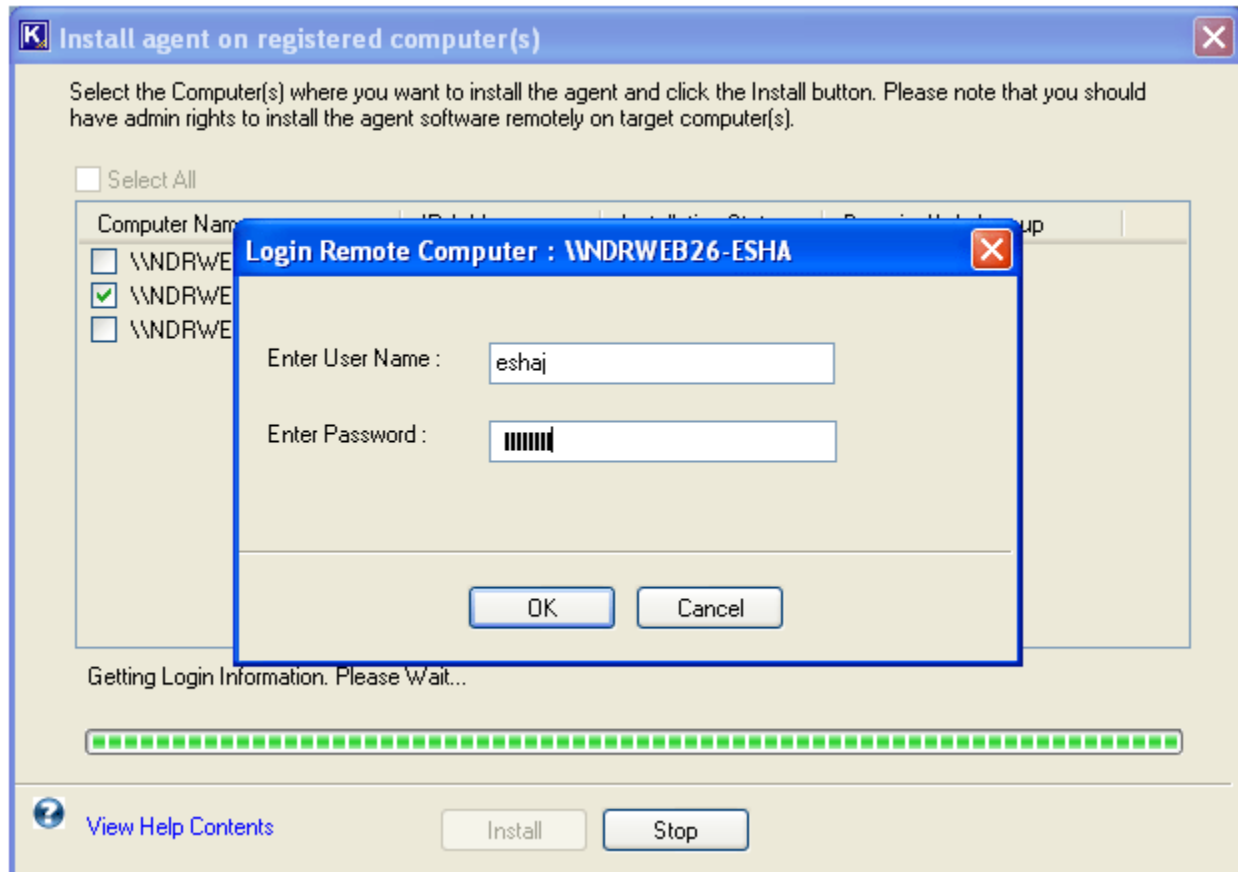 K Install agent on registered computer(s)
Select the Computer(s) where you want to install the agent and click the Install button. Please note that you should
have admin rights to install the agent software remotely on target computer(s).
Select All
Computer Nam
up
Login Remote Computer : \\NDRWEB26-ESHA
\\NDRWE
\\NDRWE
\\NDRWE
Enter User Name :
eshaj
Enter Password :
OK Cancel
Getting Login Information. Please Wait...
View Help Contents
Install Stop